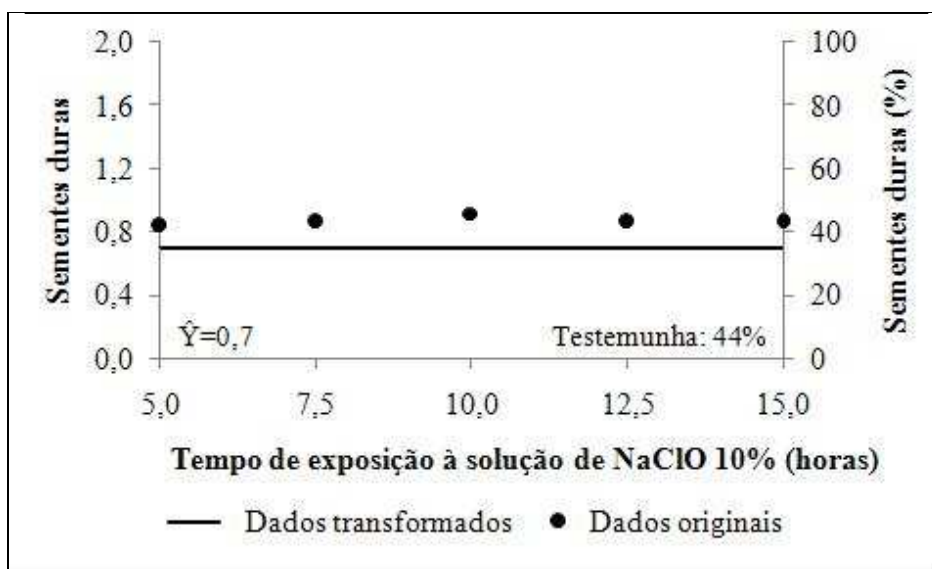 2,0
1,6
1,2
0,8
0,4
0,0
Sementes duras
100
80
60
40
20
0
Sementes duras (%)
Ŷ=0,7
Testemunha: 44%
5,0 7,5 10,0 12,5 15,0
Tempo de exposição à solução de NaClO 10% (horas)
Dados transformados Dados originais